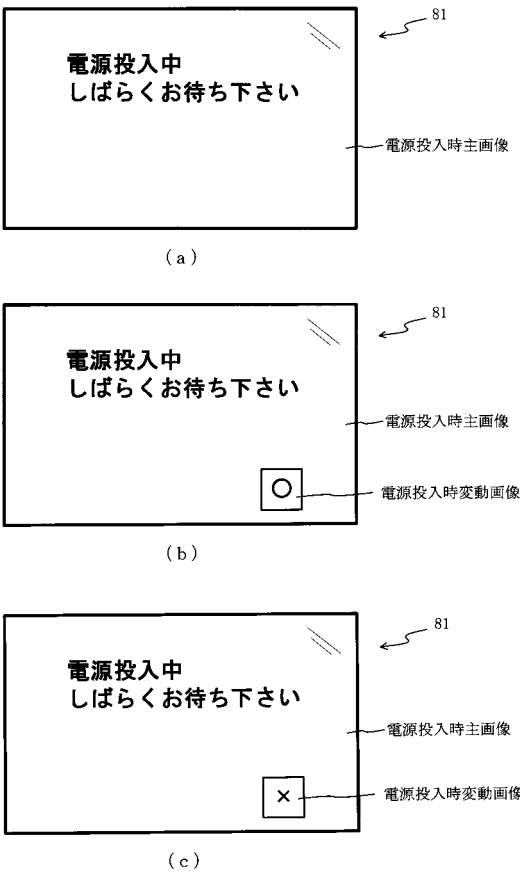 81
電源投入中
しばらくお待ち下さい
電源投入時主画像
(a)
81
電源投入中
しばらくお待ち下さい
電源投入時主画像
○
電源投入時変動画像
(b)
81
電源投入中
しばらくお待ち下さい
電源投入時主画像
×
電源投入時変動画像
(c)